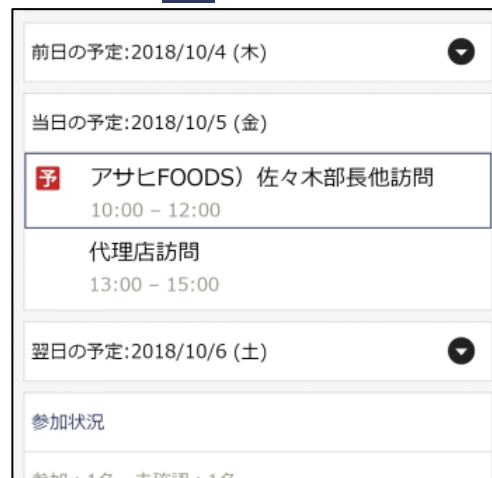 前日の予定:2018/10/4 (木)
当日の予定:2018/10/5 (金)
予 アサヒFOODS）佐々木部長他訪問
10:00 – 12:00
代理店訪問
13:00 – 15:00
翌日の予定:2018/10/6 (土)
参加状況